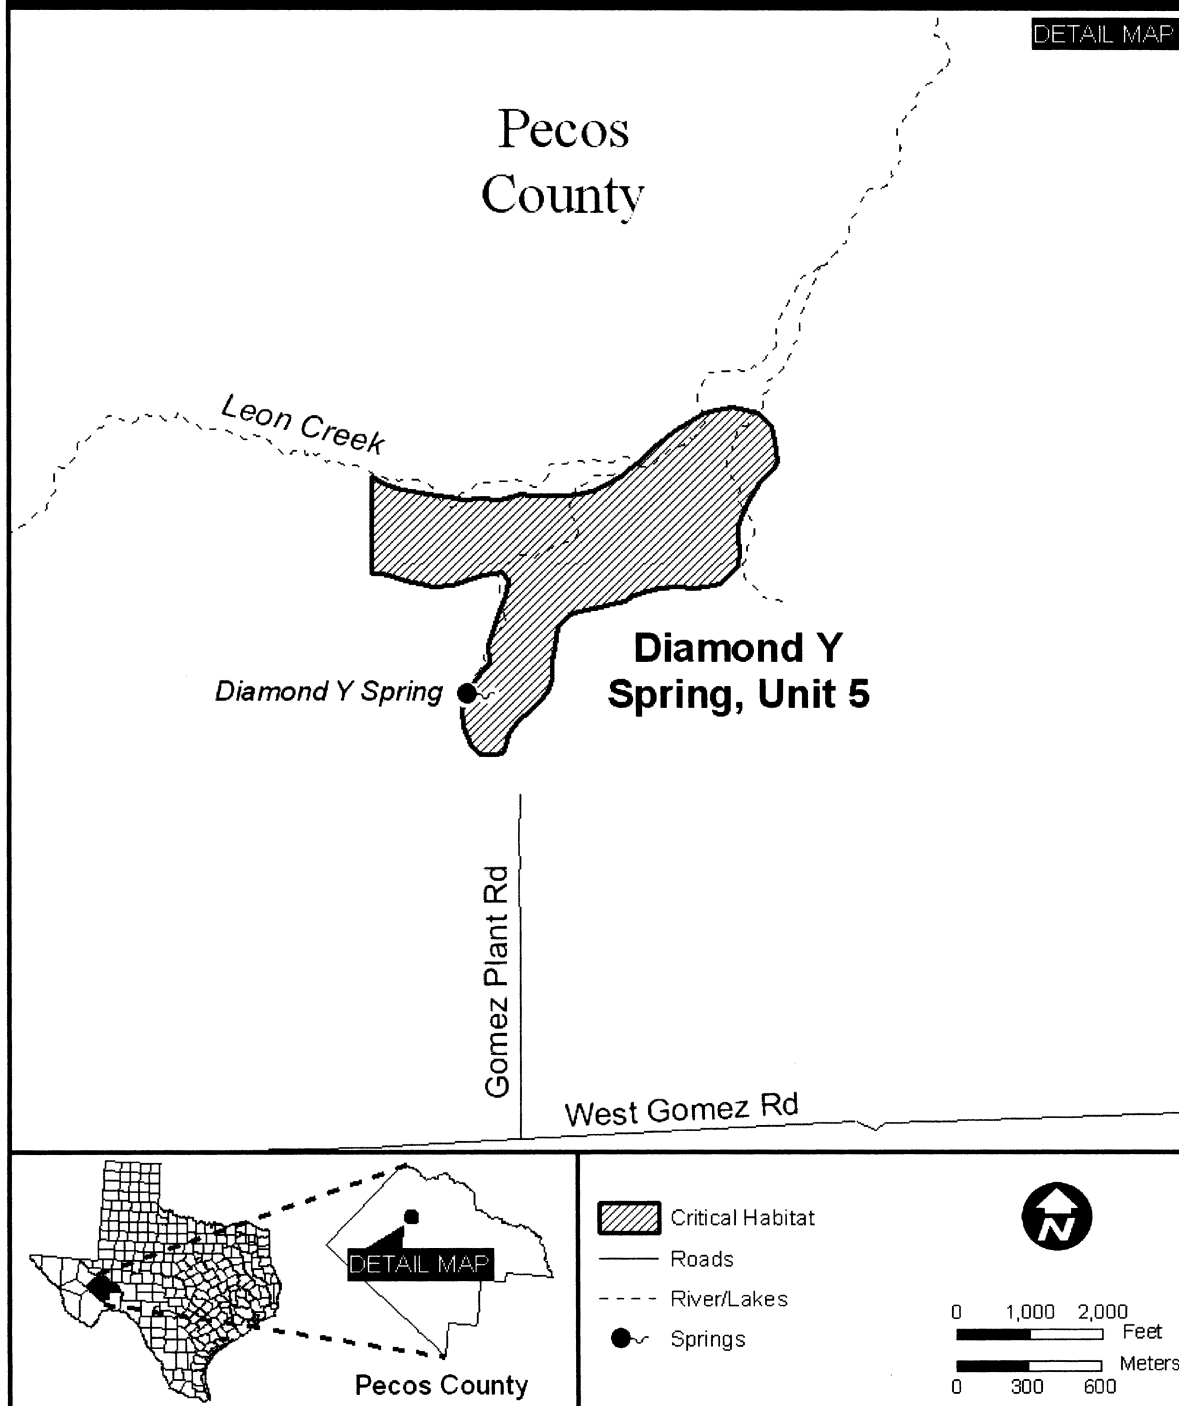 DETAIL MAP
Pecos
County
Leon Creek
Diamond Y
Spring, Unit 5
Diamond Y Spring
Gomez Plant Rd
West Gomez Rd
DETAIL MAP
Pecos County
Critical Habitat
Roads
River/Lakes
Springs
N
0 1,000 2,000
Feet
Meters
0 300 600